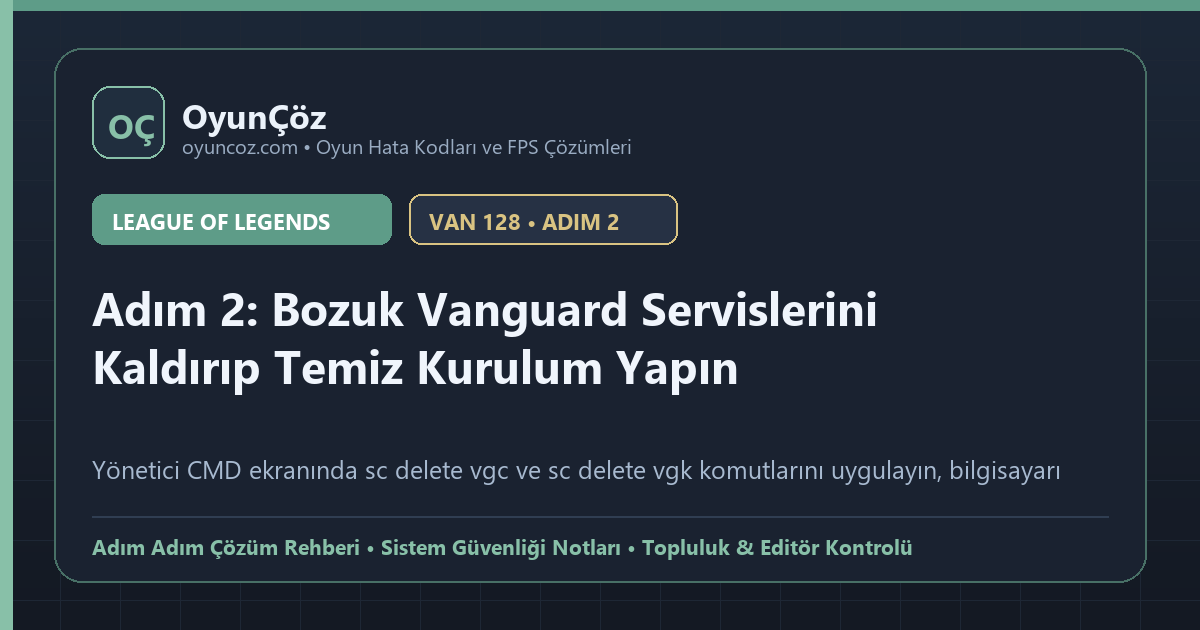 OÇ
OyunÇöz
oyuncoz.com • Oyun Hata Kodları ve FPS Çözümleri
LEAGUE OF LEGENDS
VAN 128 • ADIM 2
Adım 2: Bozuk Vanguard Servislerini
Kaldırıp Temiz Kurulum Yapın
Yönetici CMD ekranında sc delete vgc ve sc delete vgk komutlarını uygulayın, bilgisayarı
Adım Adım Çözüm Rehberi • Sistem Güvenliği Notları • Topluluk & Editör Kontrolü